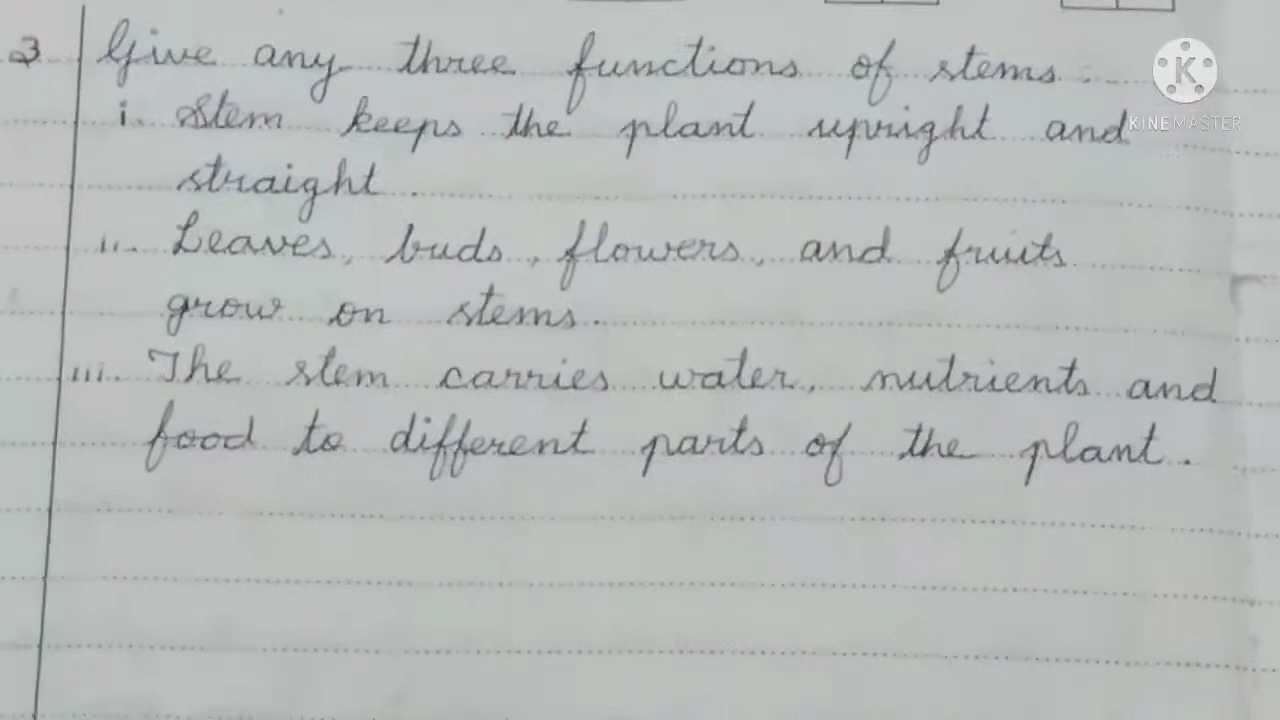 3 Give any three functions of stems.
i. Stem keeps the plant upright and
straight.
ii. Leaves, buds, flowers, and fruits
grow on stems.
iii. The stem carries water, nutrients and
food to different parts of the plant.
K
KINEMASTER